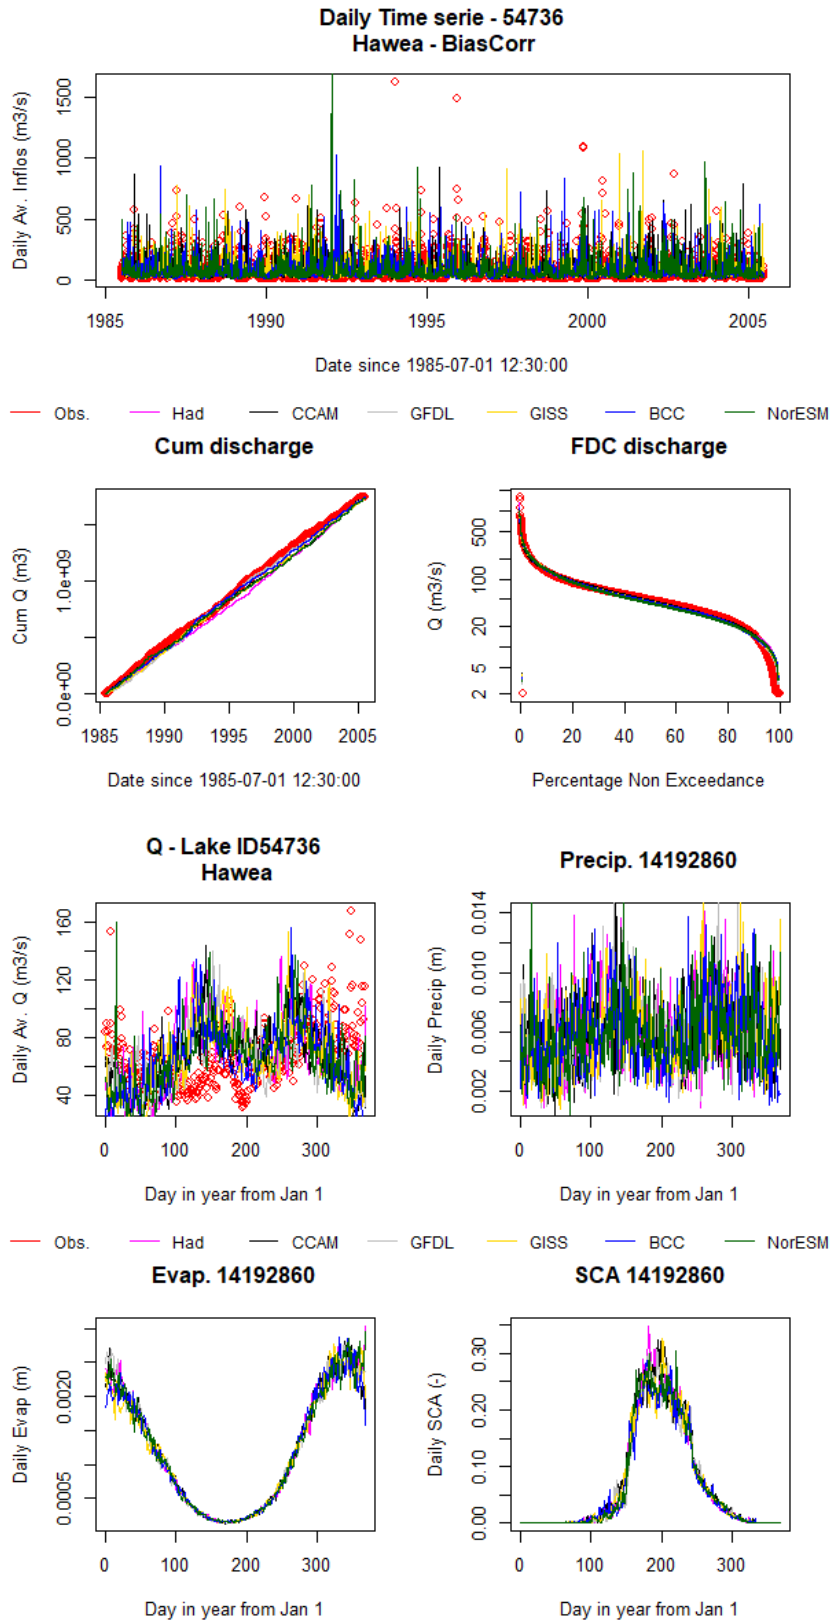 Daily Time serie - 54736
Hawea - BiasCorr
Daily Av. Inflos (m3/s)
0 500 1000 1500
1985 1990 1995 2000 2005
Date since 1985-07-01 12:30:00
Obs. Had CCAM GFDL GISS BCC NorESM
Cum discharge
Cum Q (m3)
0.0e+00 1.0e+09
1985 1990 1995 2000 2005
Date since 1985-07-01 12:30:00
FDC discharge
Q (m3/s)
2 5 20 100 500
0 20 40 60 80 100
Percentage Non Exceedance
Q - Lake ID54736
Hawea
Daily Av. Q (m3/s)
40 80 120 160
0 100 200 300
Day in year from Jan 1
Precip. 14192860
Daily Precip (m)
0.002 0.006 0.010 0.014
0 100 200 300
Day in year from Jan 1
Obs. Had CCAM GFDL GISS BCC NorESM
Evap. 14192860
Daily Evap (m)
0.0005 0.0020
0 100 200 300
Day in year from Jan 1
SCA 14192860
Daily SCA (-)
0.00 0.10 0.20 0.30
0 100 200 300
Day in year from Jan 1